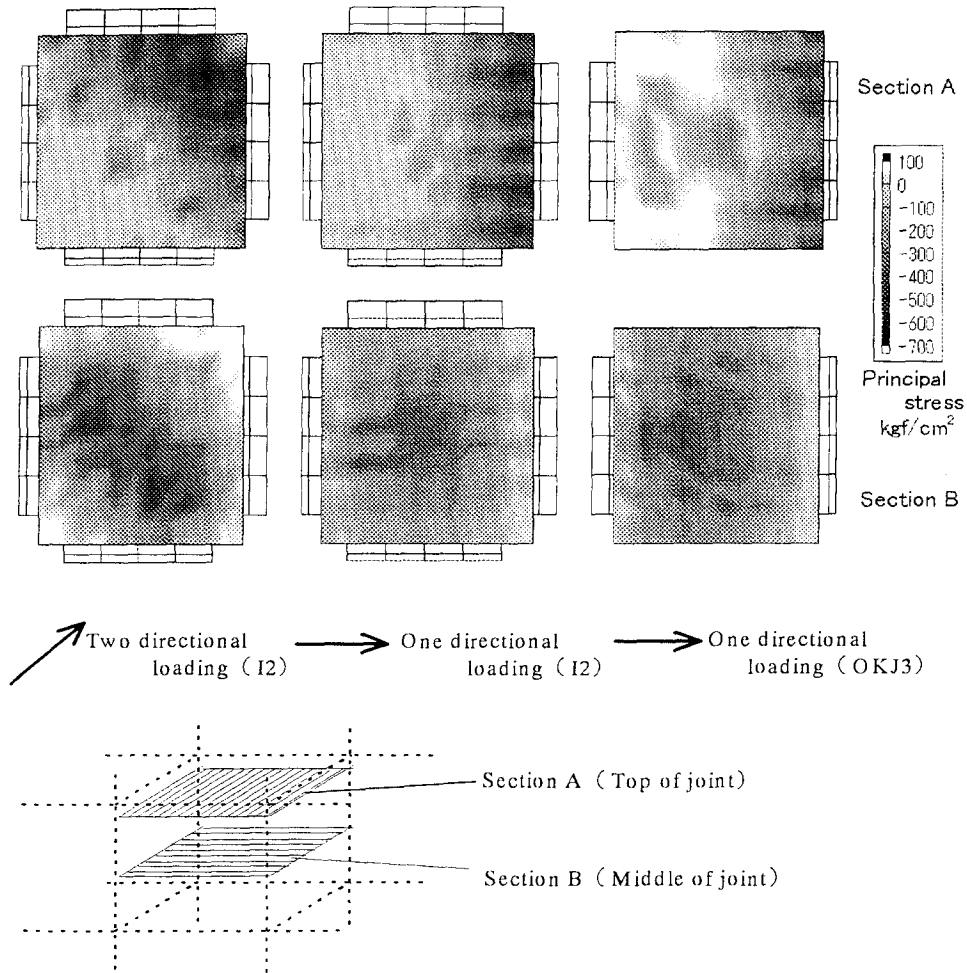 Section A
100
0
-100
-200
-300
-400
-500
-600
-700
Principal
stress
kgf/cm²
Section B
Two directional
loading (I2)
One directional
loading (I2)
One directional
loading (OKJ3)
Section A (Top of joint)
Section B (Middle of joint)